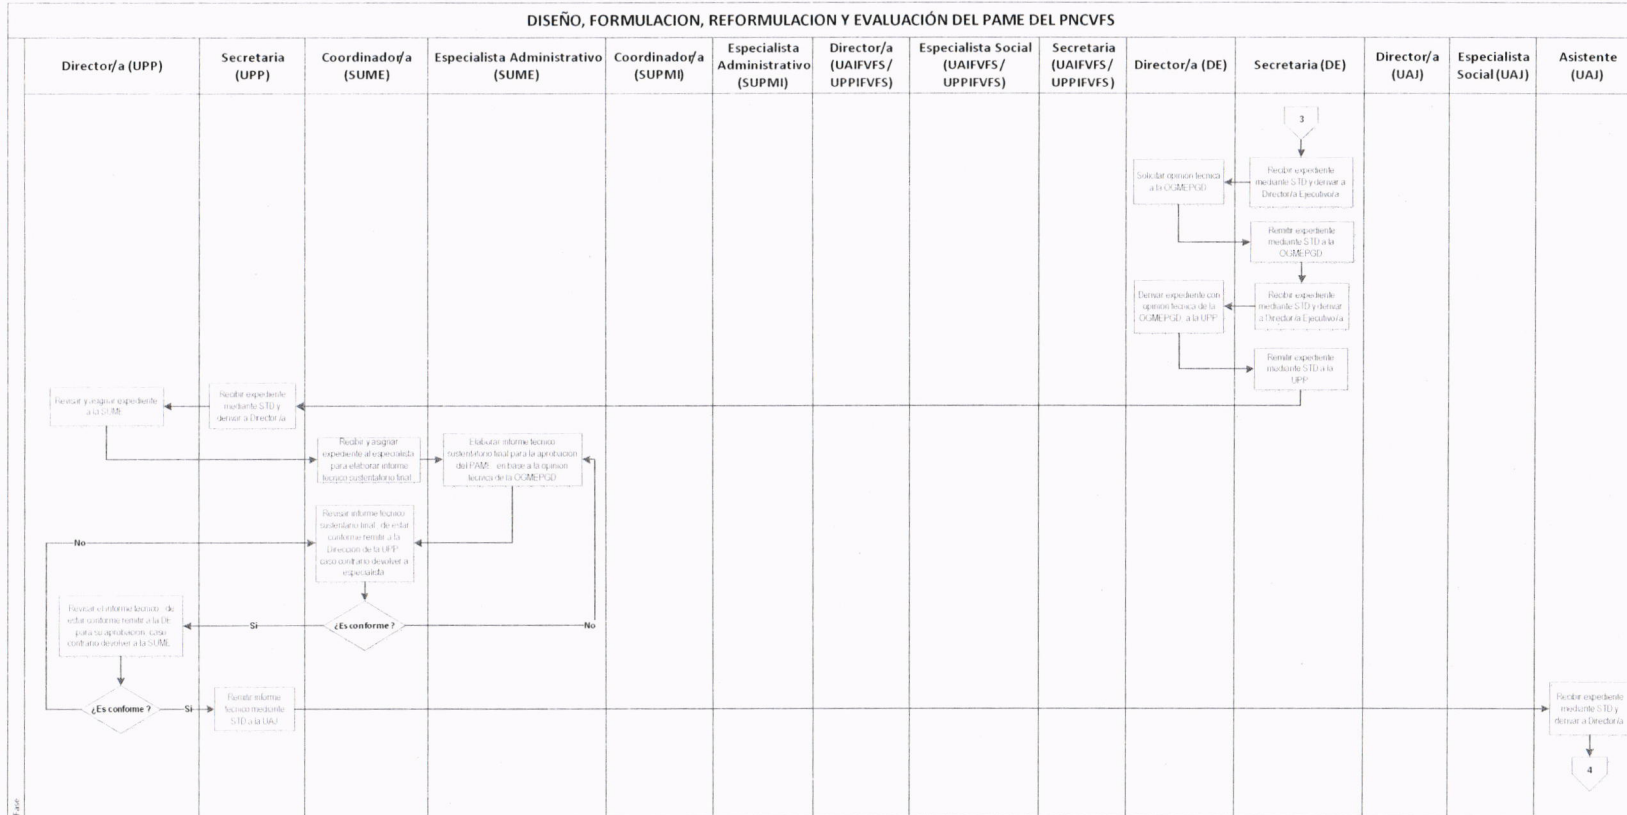 DISEÑO, FORMULACION, REFORMULACION Y EVALUACIÓN DEL PAME DEL PNCVFS
Director/a (UPP)
Secretaria
(UPP)
Coordinador/a
(SUME)
Especialista Administrativo
(SUME)
Coordinador/a
(SUPMI)
Especialista
Administrativo
(SUPMI)
Director/a
(UAIFVFS/
UPPIFVFS)
Especialista Social
(UAIFVFS/
UPPIFVFS)
Secretaria
(UAIFVFS/
UPPIFVFS)
Director/a (DE)
Secretaria (DE)
Director/a
(UAJ)
Especialista
Social (UAJ)
Asistente
(UAJ)
3
Solicitar opinión técnica
a la OGMEPGD
Recibir expediente
mediante STD y derivar a
Director/a Ejecutivo/a
Remitir expediente
mediante STD a la
OGMEPGD
Derivar expediente con
opinión técnica de la
OGMEPGD, a la UPP
Recibir expediente
mediante STD y derivar
a Director/a Ejecutivo/a
Remitir expediente
mediante STD a la
UPP
Revisar y asignar expediente
a la SUME
Recibir expediente
mediante STD y
derivar a Director/a
Recibir y asignar
expediente al especialista
para elaborar informe
técnico sustentatorio final
Elaborar informe técnico
sustentatorio final para la aprobación
del PAME, en base a la opinión
técnica de la OGMEPGD
Revisar informe técnico
sustentario final, de estar
conforme remitir a la
Dirección de la UPP
caso contrario devolver a
especialista
No
Revisar el informe técnico, de
estar conforme remitir a la DE
para su aprobación, caso
contrario devolver a la SUME
Si
¿Es conforme ?
No
¿Es conforme ?
Si
Remitir informe
técnico mediante
STD a la UAJ
Recibir expediente
mediante STD y
derivar a Director/a
4
Fase